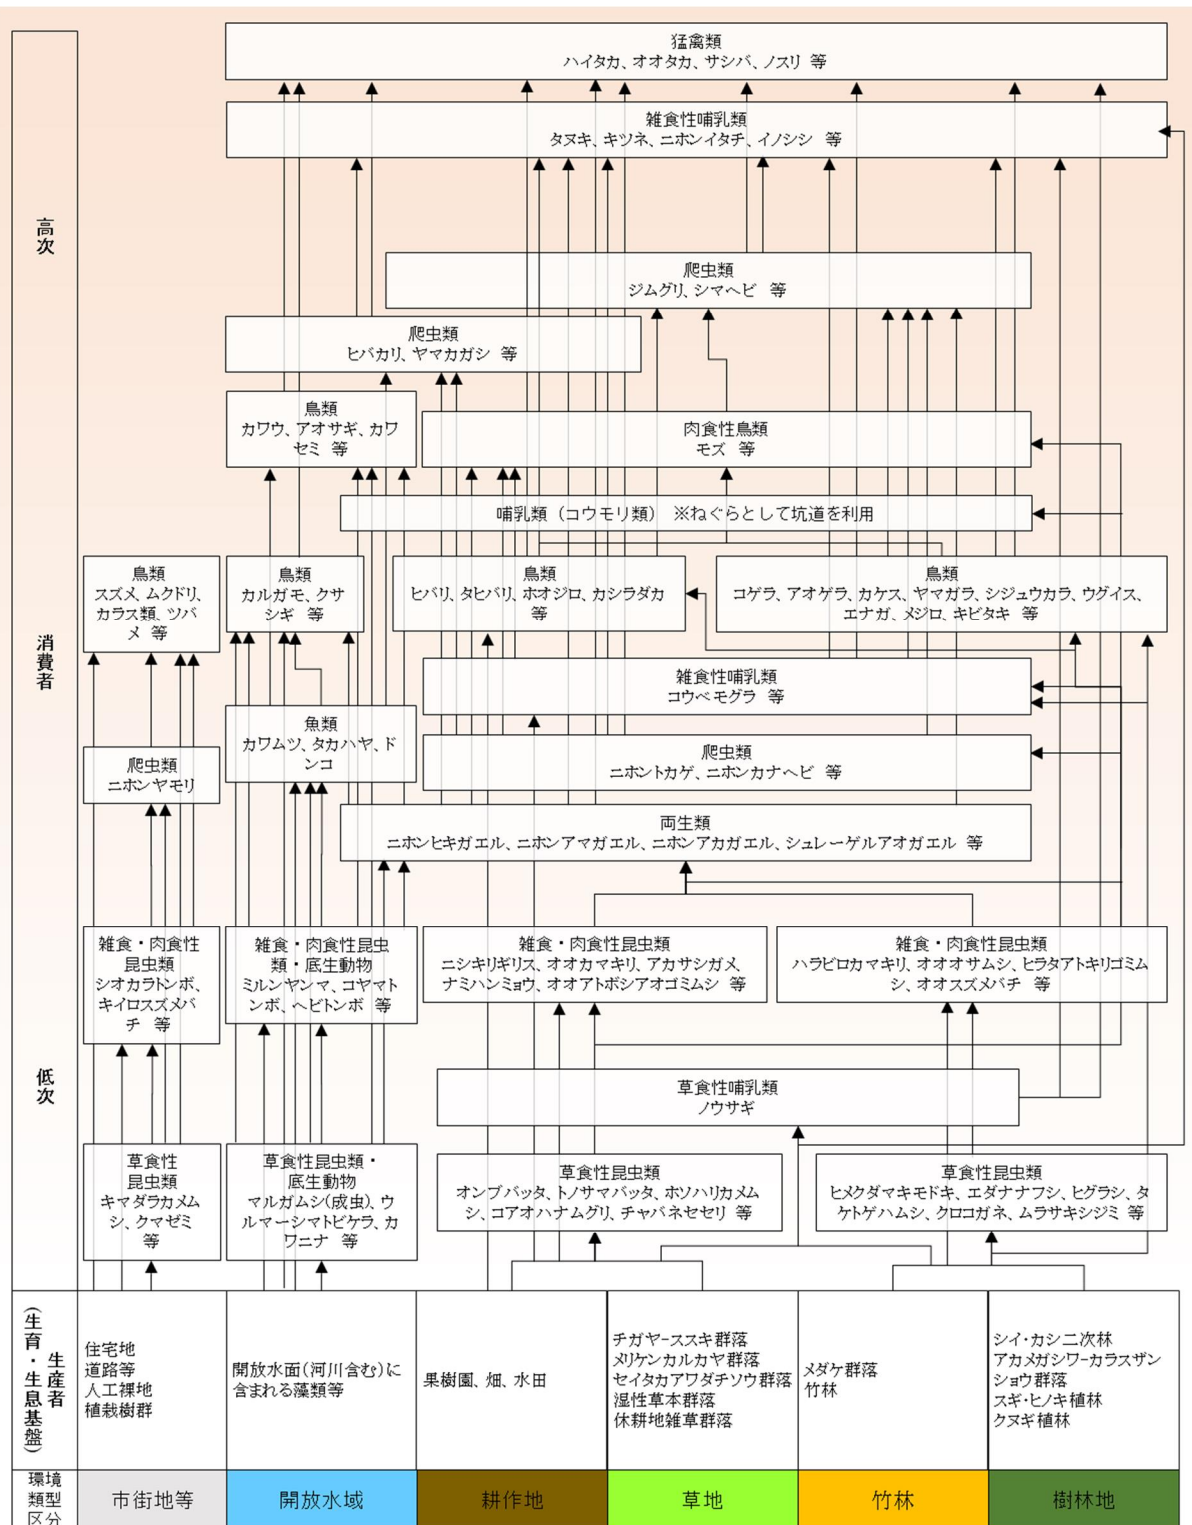 猛禽類
ハイタカ、オオタカ、サシバ、ノスリ 等
雑食性哺乳類
タヌキ、キツネ、ニホンイタチ、イノシシ 等
高次
爬虫類
ジムグリ、シマヘビ 等
爬虫類
ヒバカリ、ヤマカガシ 等
鳥類
カワウ、アオサギ、カワ
セミ 等
肉食性鳥類
モズ 等
哺乳類（コウモリ類） ※ねぐらとして坑道を利用
鳥類
スズメ、ムクドリ、
カラス類、ツバ
メ 等
鳥類
カルガモ、クサ
シギ 等
鳥類
ヒバリ、タヒバリ、ホオジロ、カシラダカ
等
鳥類
コゲラ、アオゲラ、カケス、ヤマガラ、シジュウカラ、ウグイス、
エナガ、メジロ、キビタキ 等
消費者
雑食性哺乳類
コウベモグラ 等
魚類
カワムツ、タカハヤ、ド
ンコ
爬虫類
ニホンヤモリ
爬虫類
ニホントカゲ、ニホンカナヘビ 等
両生類
ニホンヒキガエル、ニホンアマガエル、ニホンアカガエル、シュレーゲルアオガエル 等
雑食・肉食性
昆虫類
シオカラトンボ、
キイロスズメバ
チ 等
雑食・肉食性昆虫
類・底生動物
ミルンヤンマ、コヤマト
ンボ、ヘビトンボ 等
雑食・肉食性昆虫類
ニシキリギリス、オオカマキリ、アカサシガメ、
ナミハンミョウ、オオアトボシアオゴミムシ 等
雑食・肉食性昆虫類
ハラビロカマキリ、オオオサムシ、ヒラタアトキリゴミム
シ、オオスズメバチ 等
低次
草食性哺乳類
ノウサギ
草食性
昆虫類
キマダラカメム
シ、クマゼミ
等
草食性昆虫類・
底生動物
マルガムシ(成虫)、ウ
ルマーシマトビケラ、カ
ワニナ 等
草食性昆虫類
オンブバッタ、トノサマバッタ、ホソハリカメム
シ、コアオハナムグリ、チャバネセセリ 等
草食性昆虫類
ヒメクダマキモドキ、エダナナフシ、ヒグラシ、タ
ケトゲハムシ、クロコガネ、ムラサキシジミ 等
生産者
(生育・生息基盤)
住宅地
道路等
人工裸地
植栽樹群
開放水面(河川含む)に
含まれる藻類等
果樹園、畑、水田
チガヤーススキ群落
メリケンカルカヤ群落
セイタカアワダチソウ群落
湿性草本群落
休耕地雑草群落
メダケ群落
竹林
シイ・カシ二次林
アカメガシワーカラスザン
ショウ群落
スギ・ヒノキ植林
クヌギ植林
環境
類型
区分
市街地等
開放水域
耕作地
草地
竹林
樹林地